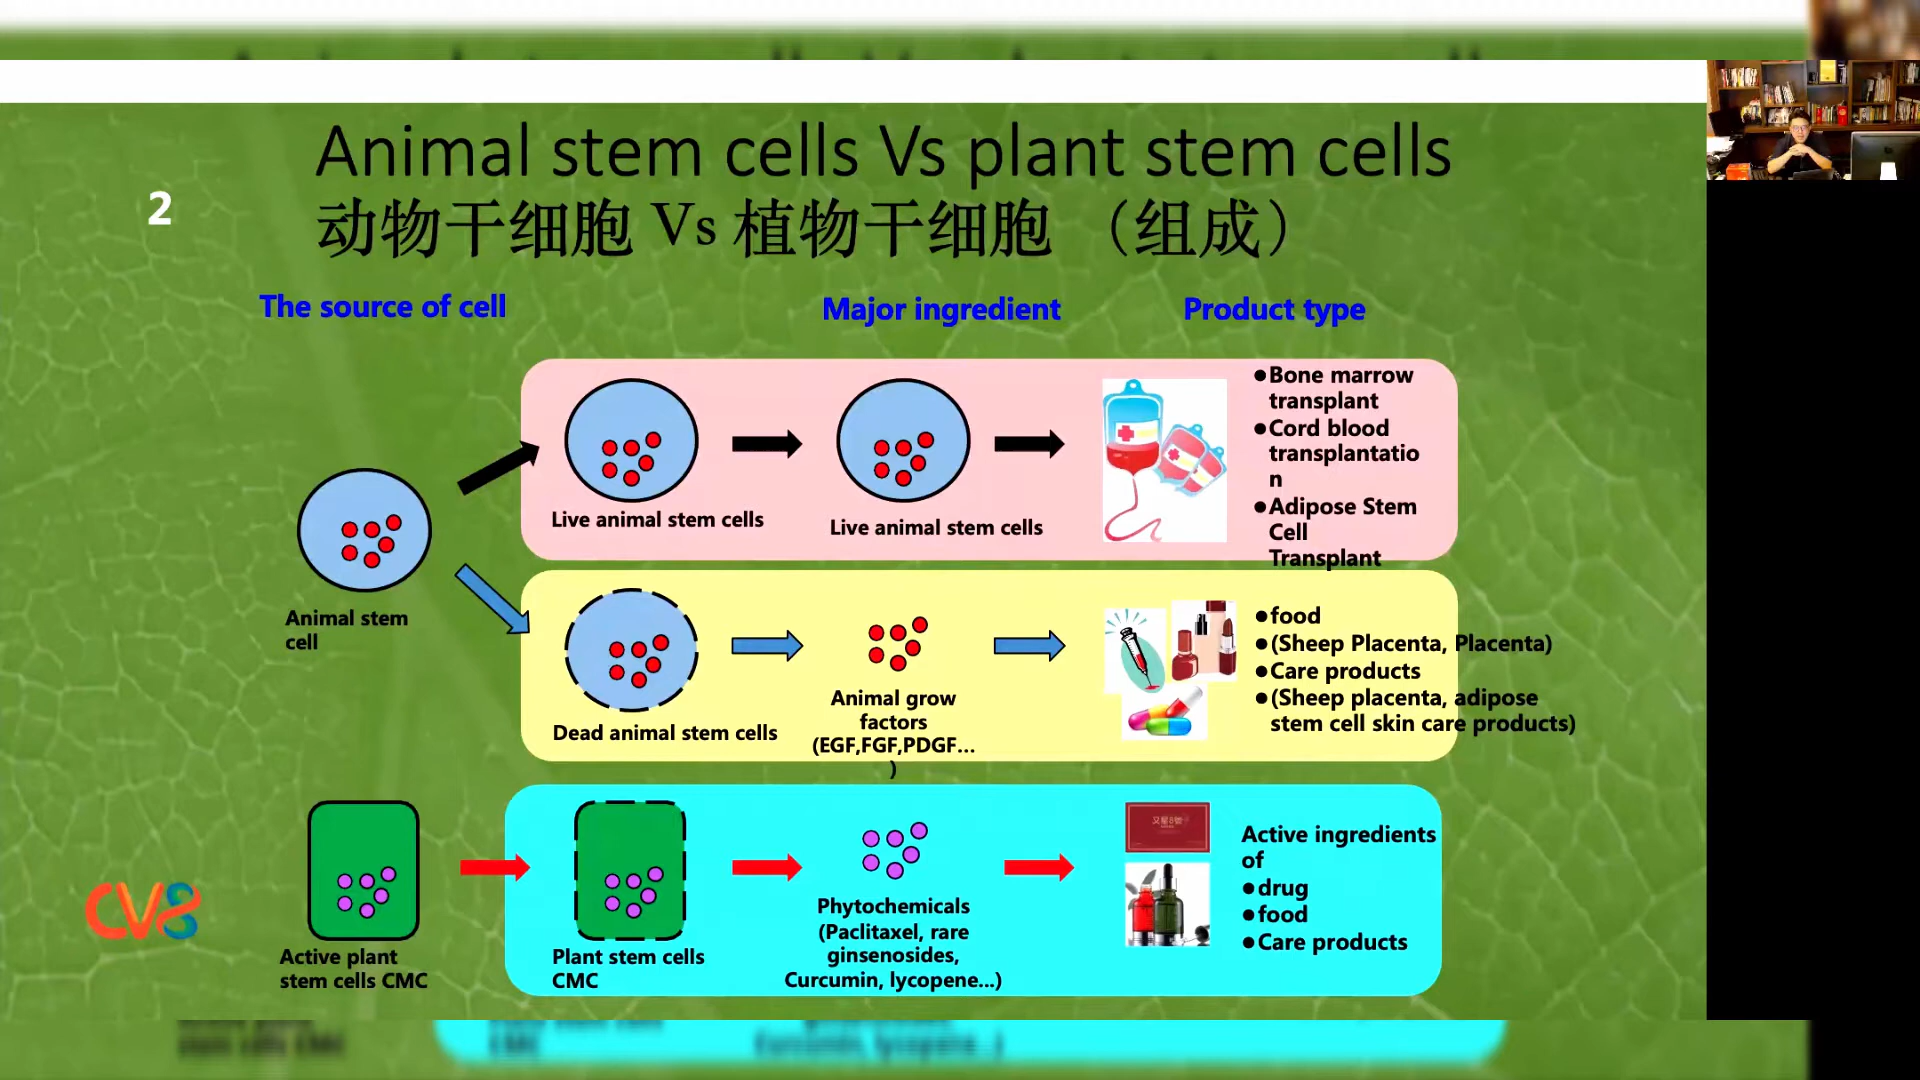 Animal stem cells Vs plant stem cells
2
动物干细胞 Vs 植物干细胞 （组成）
The source of cell
Major ingredient
Product type
Live animal stem cells
Live animal stem cells
●Bone marrow
transplant
●Cord blood
transplantatio
n
●Adipose Stem
Cell
Transplant
Animal stem
cell
Dead animal stem cells
Animal grow
factors
(EGF,FGF,PDGF...
)
●food
●(Sheep Placenta, Placenta)
●Care products
●(Sheep placenta, adipose
stem cell skin care products)
CV8
Active plant
stem cells CMC
Plant stem cells
CMC
Phytochemicals
(Paclitaxel, rare
ginsenosides,
Curcumin, lycopene...)
Active ingredients
of
●drug
●food
●Care products